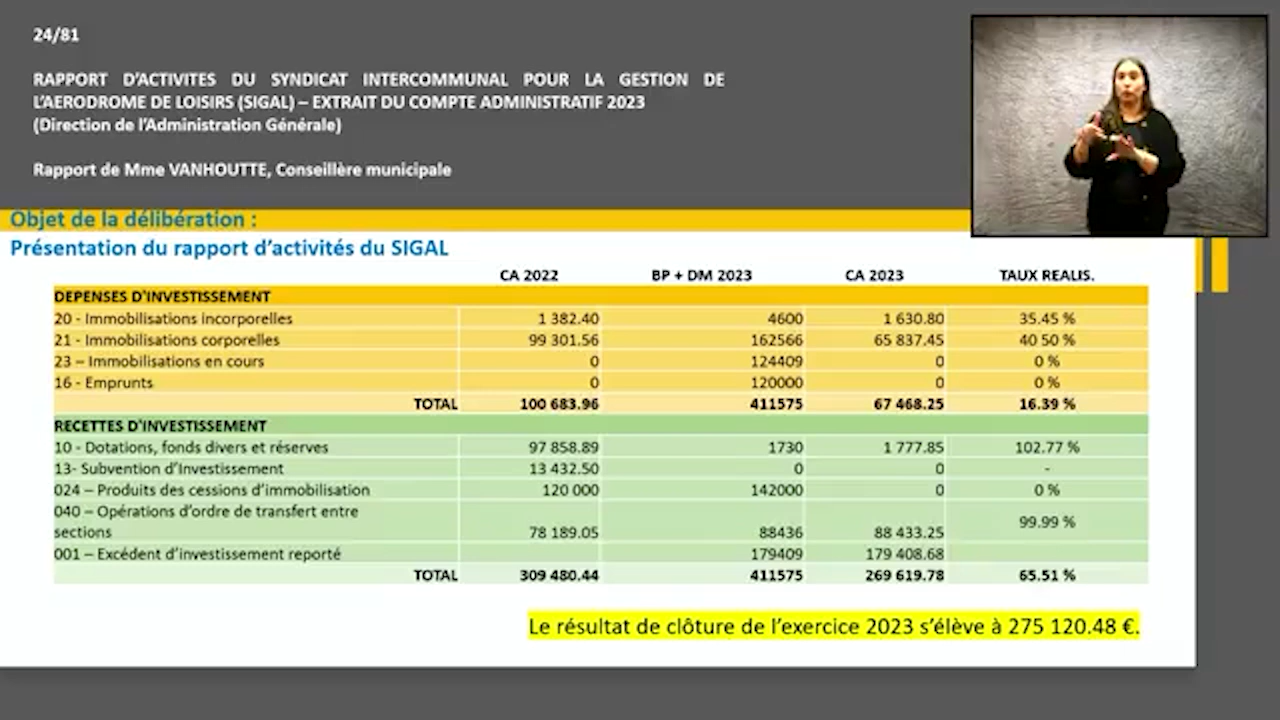 24/81
RAPPORT D'ACTIVITES DU SYNDICAT INTERCOMMUNAL POUR LA GESTION DE
L'AERODROME DE LOISIRS (SIGAL) – EXTRAIT DU COMPTE ADMINISTRATIF 2023
(Direction de l'Administration Générale)
Rapport de Mme VANHOUTTE, Conseillère municipale
Objet de la délibération :
Présentation du rapport d'activités du SIGAL
CA 2022 BP + DM 2023 CA 2023 TAUX REALIS.
DEPENSES D'INVESTISSEMENT
20 - Immobilisations incorporelles 1 382.40 4600 1 630.80 35.45 %
21 - Immobilisations corporelles 99 301.56 162566 65 837.45 40 50 %
23 – Immobilisations en cours 0 124409 0 0 %
16 - Emprunts 0 120000 0 0 %
TOTAL 100 683.96 411575 67 468.25 16.39 %
RECETTES D'INVESTISSEMENT
10 - Dotations, fonds divers et réserves 97 858.89 1730 1 777.85 102.77 %
13- Subvention d'Investissement 13 432.50 0 0 -
024 – Produits des cessions d'immobilisation 120 000 142000 0 0 %
040 – Opérations d'ordre de transfert entre
sections 78 189.05 88436 88 433.25 99.99 %
001 – Excédent d'investissement reporté 179409 179 408.68
TOTAL 309 480.44 411575 269 619.78 65.51 %
Le résultat de clôture de l'exercice 2023 s'élève à 275 120.48 €.